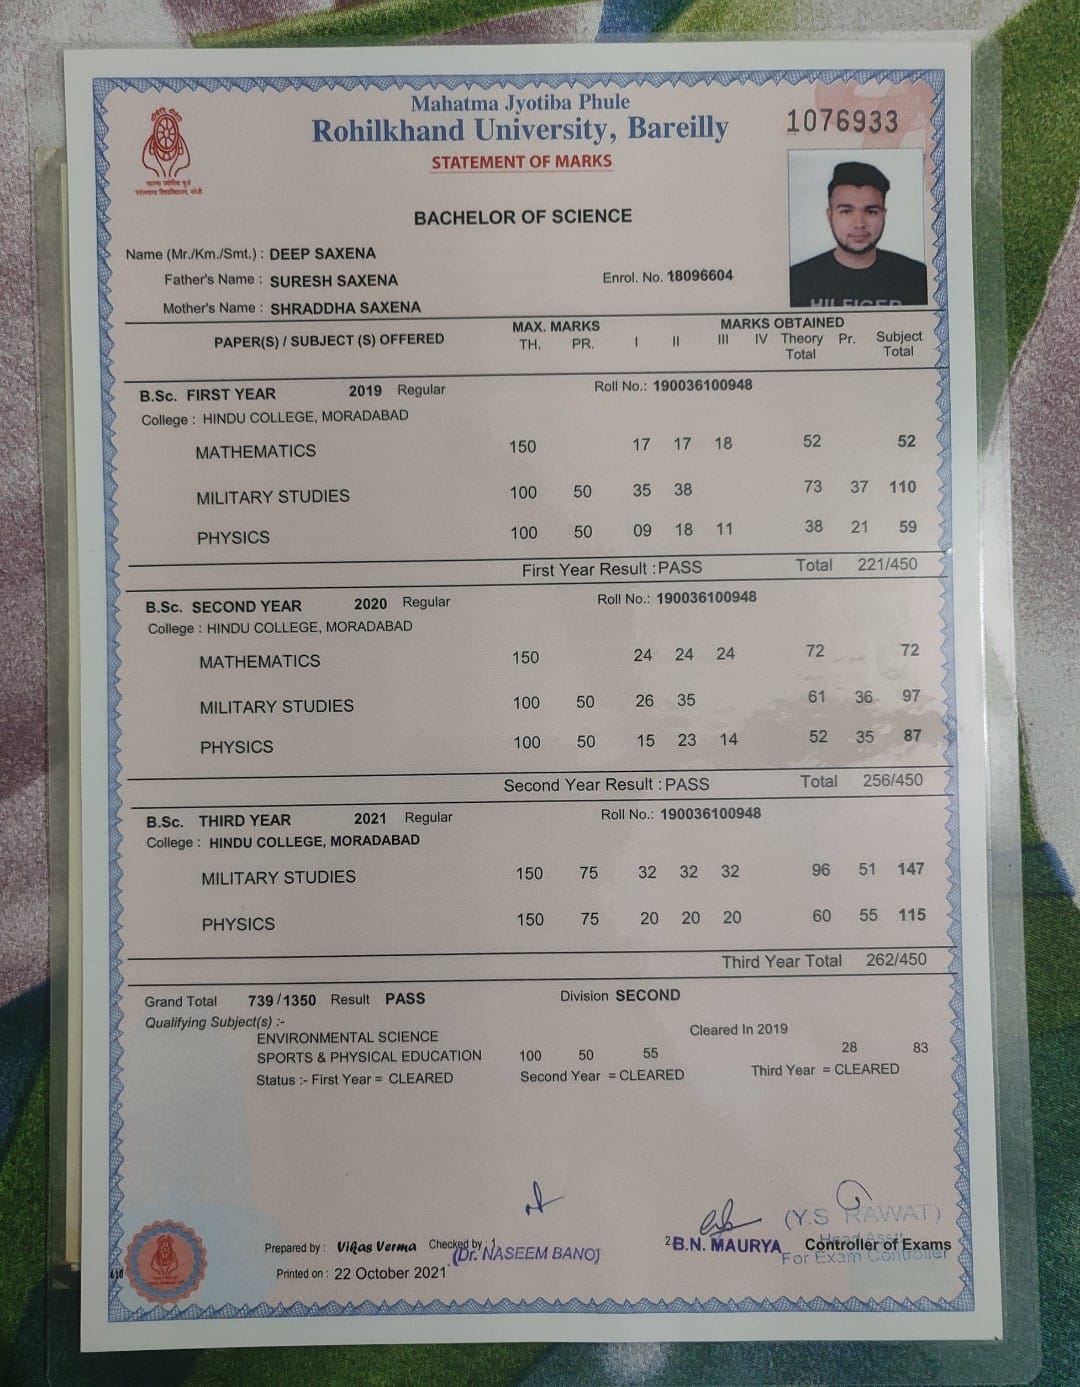 Mahatma Jyotiba Phule
Rohilkhand University, Bareilly
1076933
STATEMENT OF MARKS
BACHELOR OF SCIENCE
Name (Mr./Km./Smt.) : DEEP SAXENA
Father's Name : SURESH SAXENA Enrol. No. 18096604
Mother's Name : SHRADDHA SAXENA
HILFIGER
PAPER(S) / SUBJECT (S) OFFERED MAX. MARKS MARKS OBTAINED
TH. PR. I II III IV Theory Total Pr. Subject Total
B.Sc. FIRST YEAR 2019 Regular Roll No.: 190036100948
College : HINDU COLLEGE, MORADABAD
MATHEMATICS 150 17 17 18 52 52
MILITARY STUDIES 100 50 35 38 73 37 110
PHYSICS 100 50 09 18 11 38 21 59
First Year Result : PASS Total 221/450
B.Sc. SECOND YEAR 2020 Regular Roll No.: 190036100948
College : HINDU COLLEGE, MORADABAD
MATHEMATICS 150 24 24 24 72 72
MILITARY STUDIES 100 50 26 35 61 36 97
PHYSICS 100 50 15 23 14 52 35 87
Second Year Result : PASS Total 256/450
B.Sc. THIRD YEAR 2021 Regular Roll No.: 190036100948
College : HINDU COLLEGE, MORADABAD
MILITARY STUDIES 150 75 32 32 32 96 51 147
PHYSICS 150 75 20 20 20 60 55 115
Third Year Total 262/450
Grand Total 739/1350 Result PASS Division SECOND
Qualifying Subject(s) :-
ENVIRONMENTAL SCIENCE Cleared In 2019
SPORTS & PHYSICAL EDUCATION 100 50 55 28 83
Status :- First Year = CLEARED Second Year = CLEARED Third Year = CLEARED
(Y.S RAWAT)
Prepared by : Vikas Verma Checked by : 1 (Dr. NASEEM BANO) 2 B.N. MAURYA Controller of Exams
Head Asstt.
For Exam Controller
Printed on : 22 October 2021
610